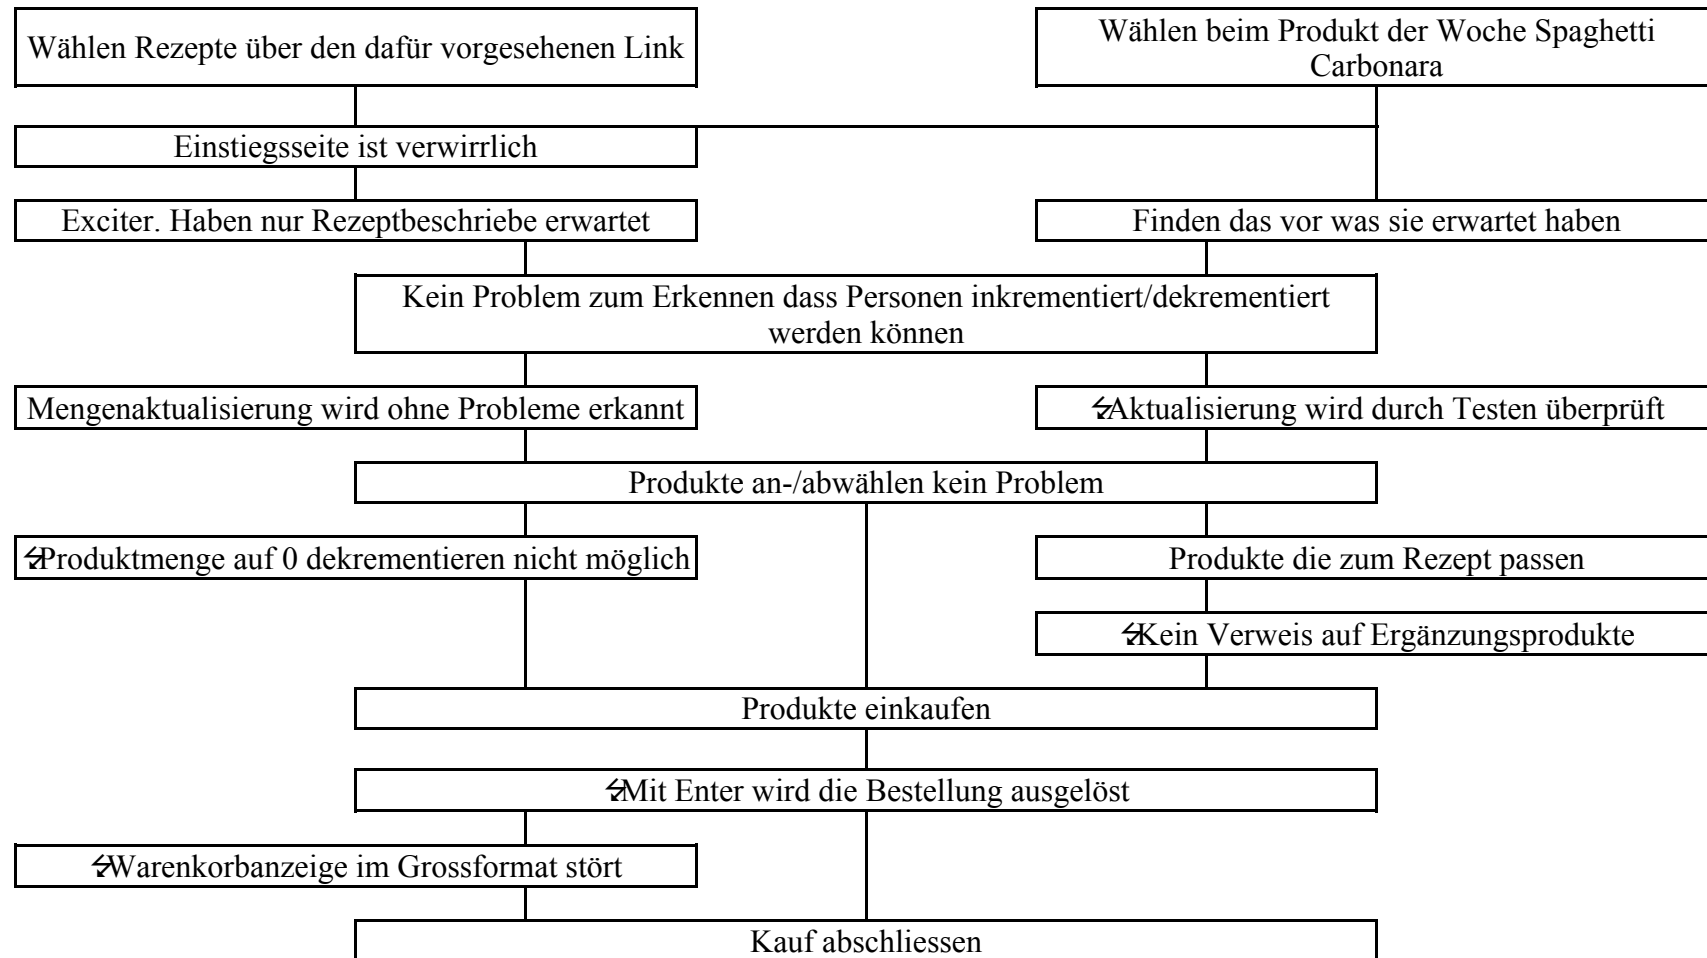 Wählen Rezepte über den dafür vorgesehenen Link
Wählen beim Produkt der Woche Spaghetti
Carbonara
Einstiegsseite ist verwirrlich
Exciter. Haben nur Rezeptbeschriebe erwartet
Finden das vor was sie erwartet haben
Kein Problem zum Erkennen dass Personen inkrementiert/dekrementiert
werden können
Mengenaktualisierung wird ohne Probleme erkannt
Aktualisierung wird durch Testen überprüft
Produkte an-/abwählen kein Problem
Produktmenge auf 0 dekrementieren nicht möglich
Produkte die zum Rezept passen
Kein Verweis auf Ergänzungsprodukte
Produkte einkaufen
Mit Enter wird die Bestellung ausgelöst
Warenkorbanzeige im Grossformat stört
Kauf abschliessen